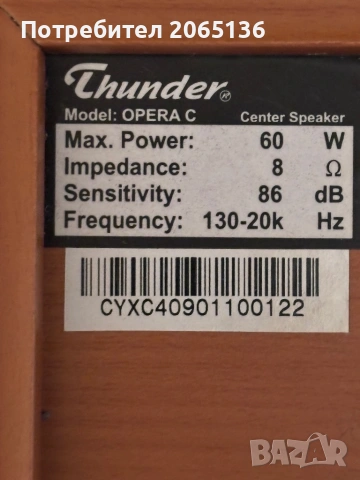 Потребител 2065136
Thunder®
Model: OPERA C Center Speaker
Max. Power: 60 W
Impedance: 8 Ω
Sensitivity: 86 dB
Frequency: 130-20k Hz
CYXC40901100122
BAZAR